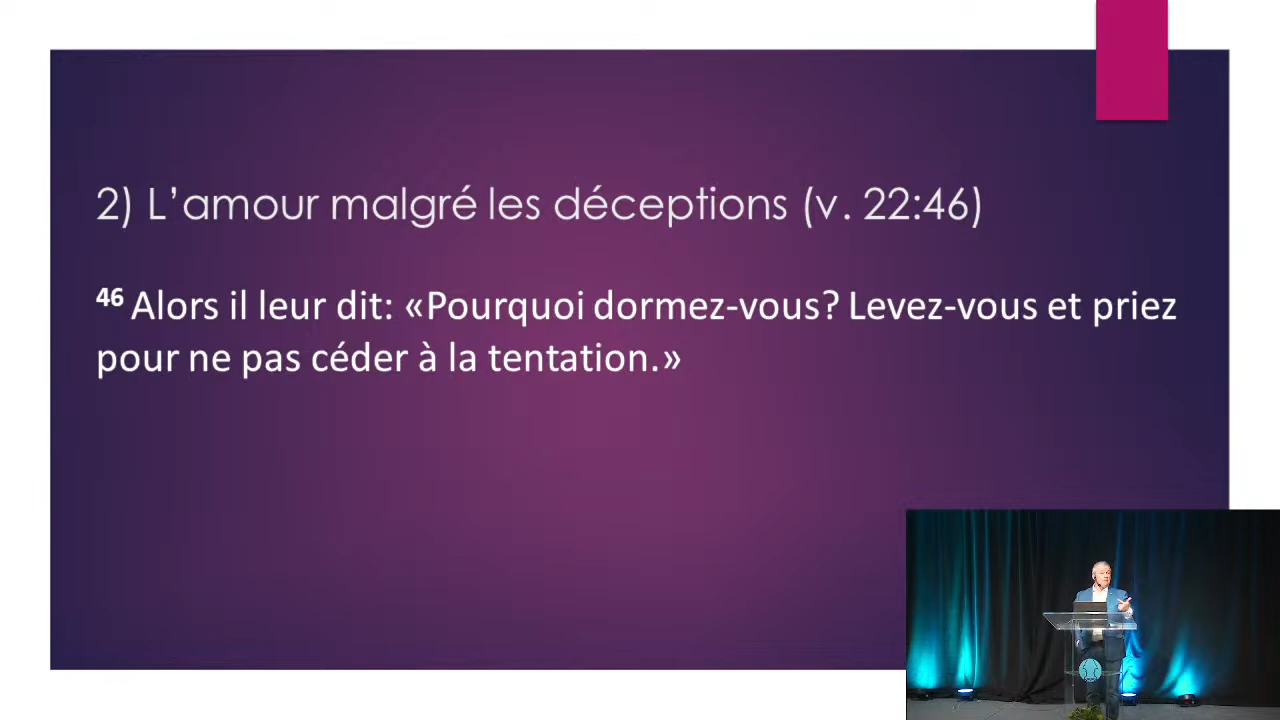 2) L’amour malgré les déceptions (v. 22:46)
46 Alors il leur dit: «Pourquoi dormez-vous? Levez-vous et priez
pour ne pas céder à la tentation.»